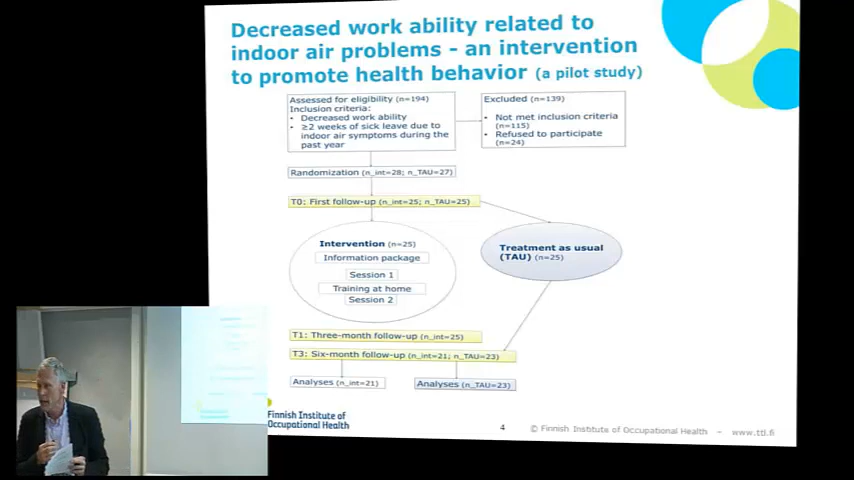 Decreased work ability related to
indoor air problems - an intervention
to promote health behavior (a pilot study)
Assessed for eligibility (n=194)
Inclusion criteria:
• Decreased work ability
• ≥2 weeks of sick leave due to
indoor air symptoms during the
past year
Excluded (n=139)
• Not met inclusion criteria
(n=115)
• Refused to participate
(n=24)
Randomization (n_int=28; n_TAU=27)
T0: First follow-up (n_int=25; n_TAU=25)
Intervention (n=25)
Information package
Session 1
Training at home
Session 2
Treatment as usual
(TAU) (n=25)
T1: Three-month follow-up (n_int=25)
T3: Six-month follow-up (n_int=21; n_TAU=23)
Analyses (n_int=21)
Analyses (n_TAU=23)
Finnish Institute of
Occupational Health
4
© Finnish Institute of Occupational Health – www.ttl.fi